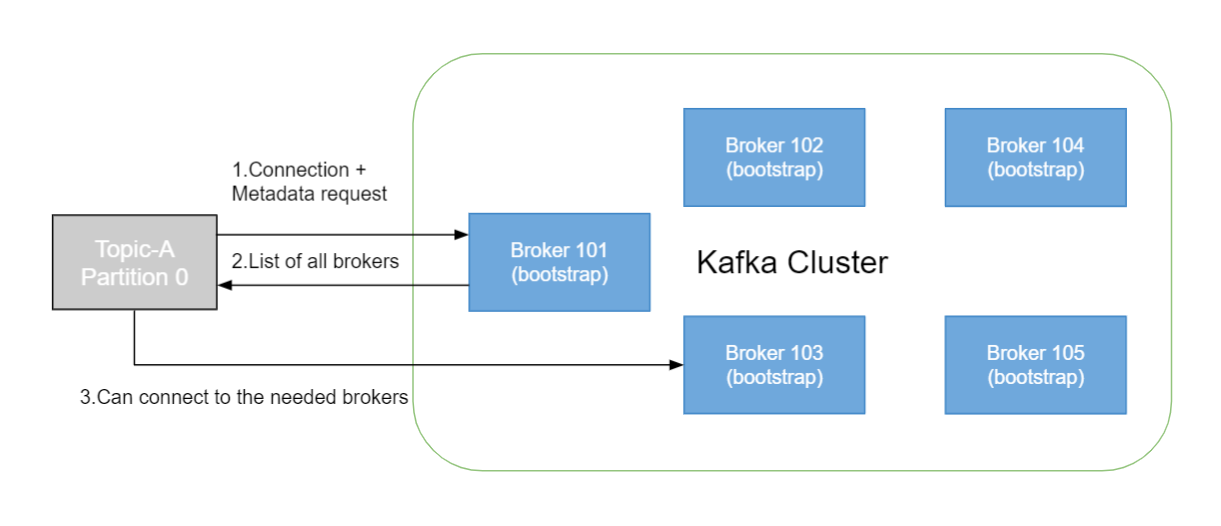 1.Connection +
Metadata request
Topic-A
Partition 0
2.List of all brokers
3.Can connect to the needed brokers
Broker 101
(bootstrap)
Broker 102
(bootstrap)
Broker 104
(bootstrap)
Kafka Cluster
Broker 103
(bootstrap)
Broker 105
(bootstrap)